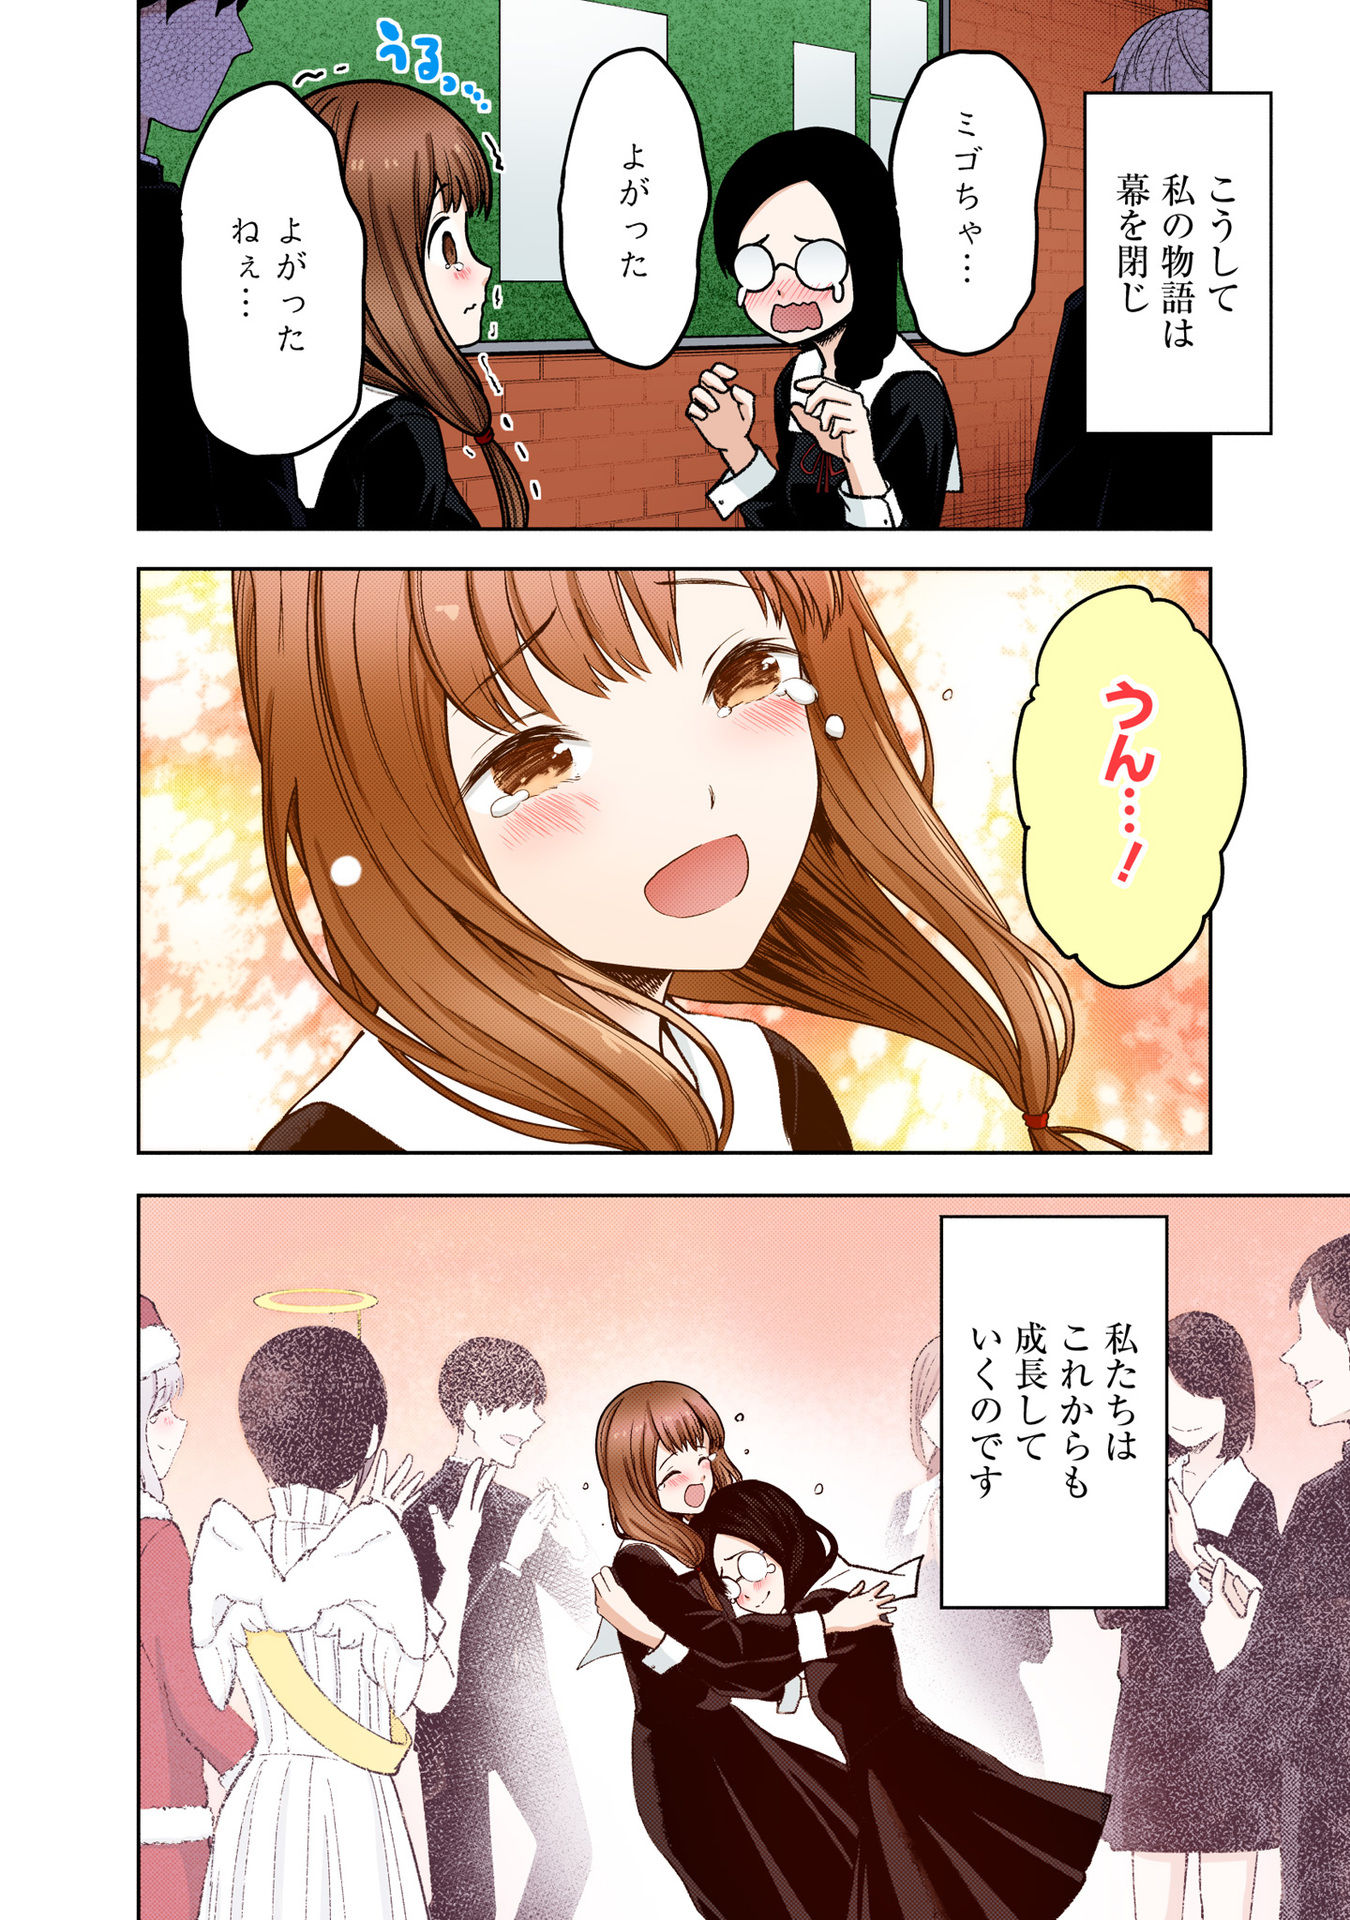 こうして
私の物語は
幕を閉じ
ミゴちゃ…
よがった
よがった
ねぇ…
うるっ…
うん…！
私たちは
これからも
成長して
いくのです